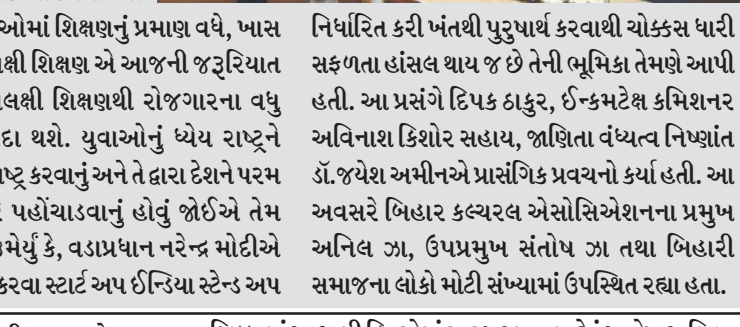 ઓમાં શિક્ષણનું પ્રમાણ વધે, ખાસ
ક્ષી શિક્ષણ એ આજની જરૂરિયાત
લક્ષી શિક્ષણથી રોજગારના વધુ
દા થશે. યુવાઓનું ધ્યેય રાષ્ટ્રને
ષ્ટ્ર કરવાનું અને તે દ્વારા દેશને પરમ
પહોંચાડવાનું હોવું જોઈએ તેમ
મેર્યું કે, વડાપ્રધાન નરેન્દ્ર મોદીએ
કરવા સ્ટાર્ટ અપ ઈન્ડિયા સ્ટેન્ડ અપ
નિર્ધારિત કરી ખંતથી પુરુષાર્થ કરવાથી ચોક્કસ ધારી
સફળતા હાંસલ થાય જ છે તેની ભૂમિકા તેમણે આપી
હતી. આ પ્રસંગે દિપક ઠાકુર, ઈન્કમટેક્ષ કમિશનર
અવિનાશ કિશોર સહાય, જાણિતા વંધ્યત્વ નિષ્ણાંત
ડૉ.જયેશ અમીનએ પ્રાસંગિક પ્રવચનો કર્યા હતી. આ
અવસરે બિહાર કલ્ચરલ એસોસિએશનના પ્રમુખ
અનિલ ઝા, ઉપપ્રમુખ સંતોષ ઝા તથા બિહારી
સમાજના લોકો મોટી સંખ્યામાં ઉપસ્થિત રહ્યા હતા.